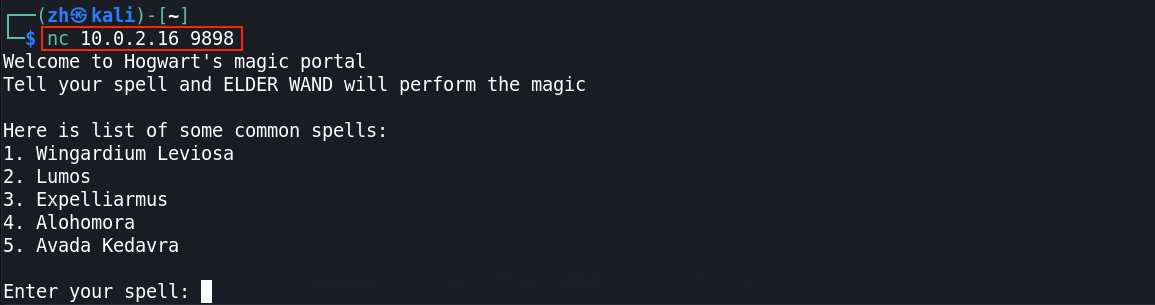 (zh㉿kali)-[~]
$ nc 10.0.2.16 9898
Welcome to Hogwart's magic portal
Tell your spell and ELDER WAND will perform the magic
Here is list of some common spells:
1. Wingardium Leviosa
2. Lumos
3. Expelliarmus
4. Alohomora
5. Avada Kedavra
Enter your spell: